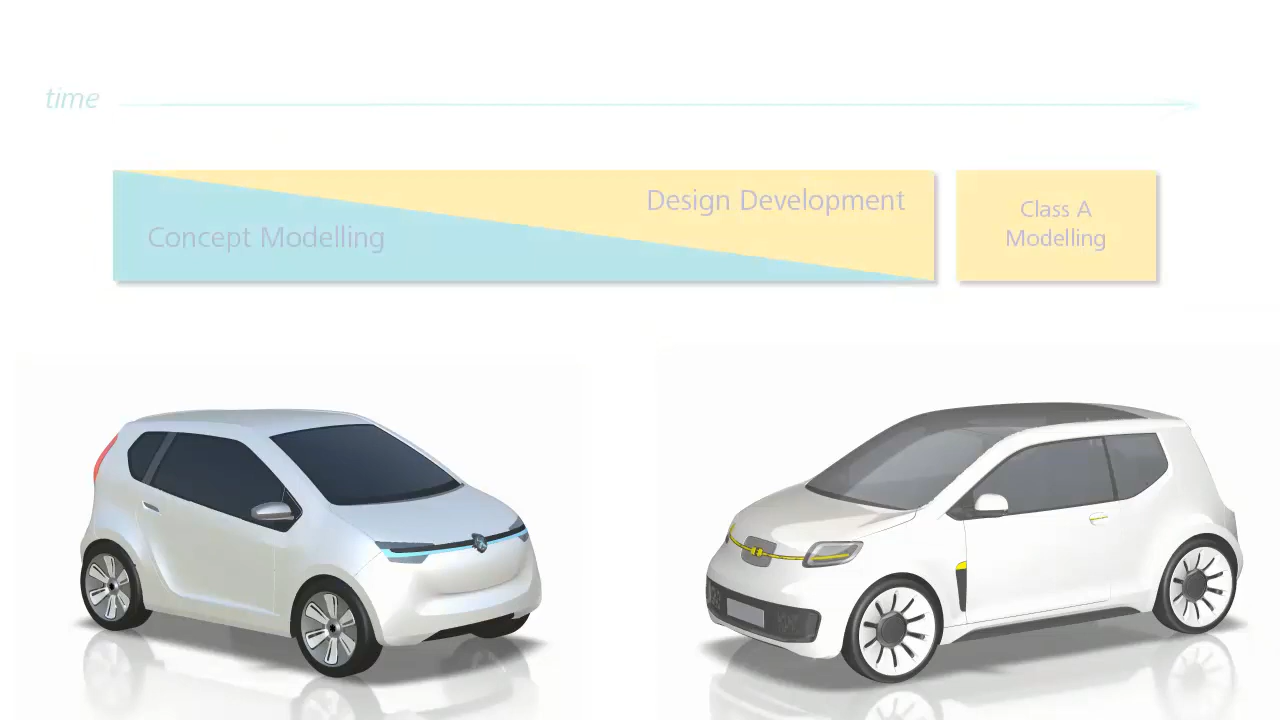 time
Design Development
Concept Modelling
Class A
Modelling